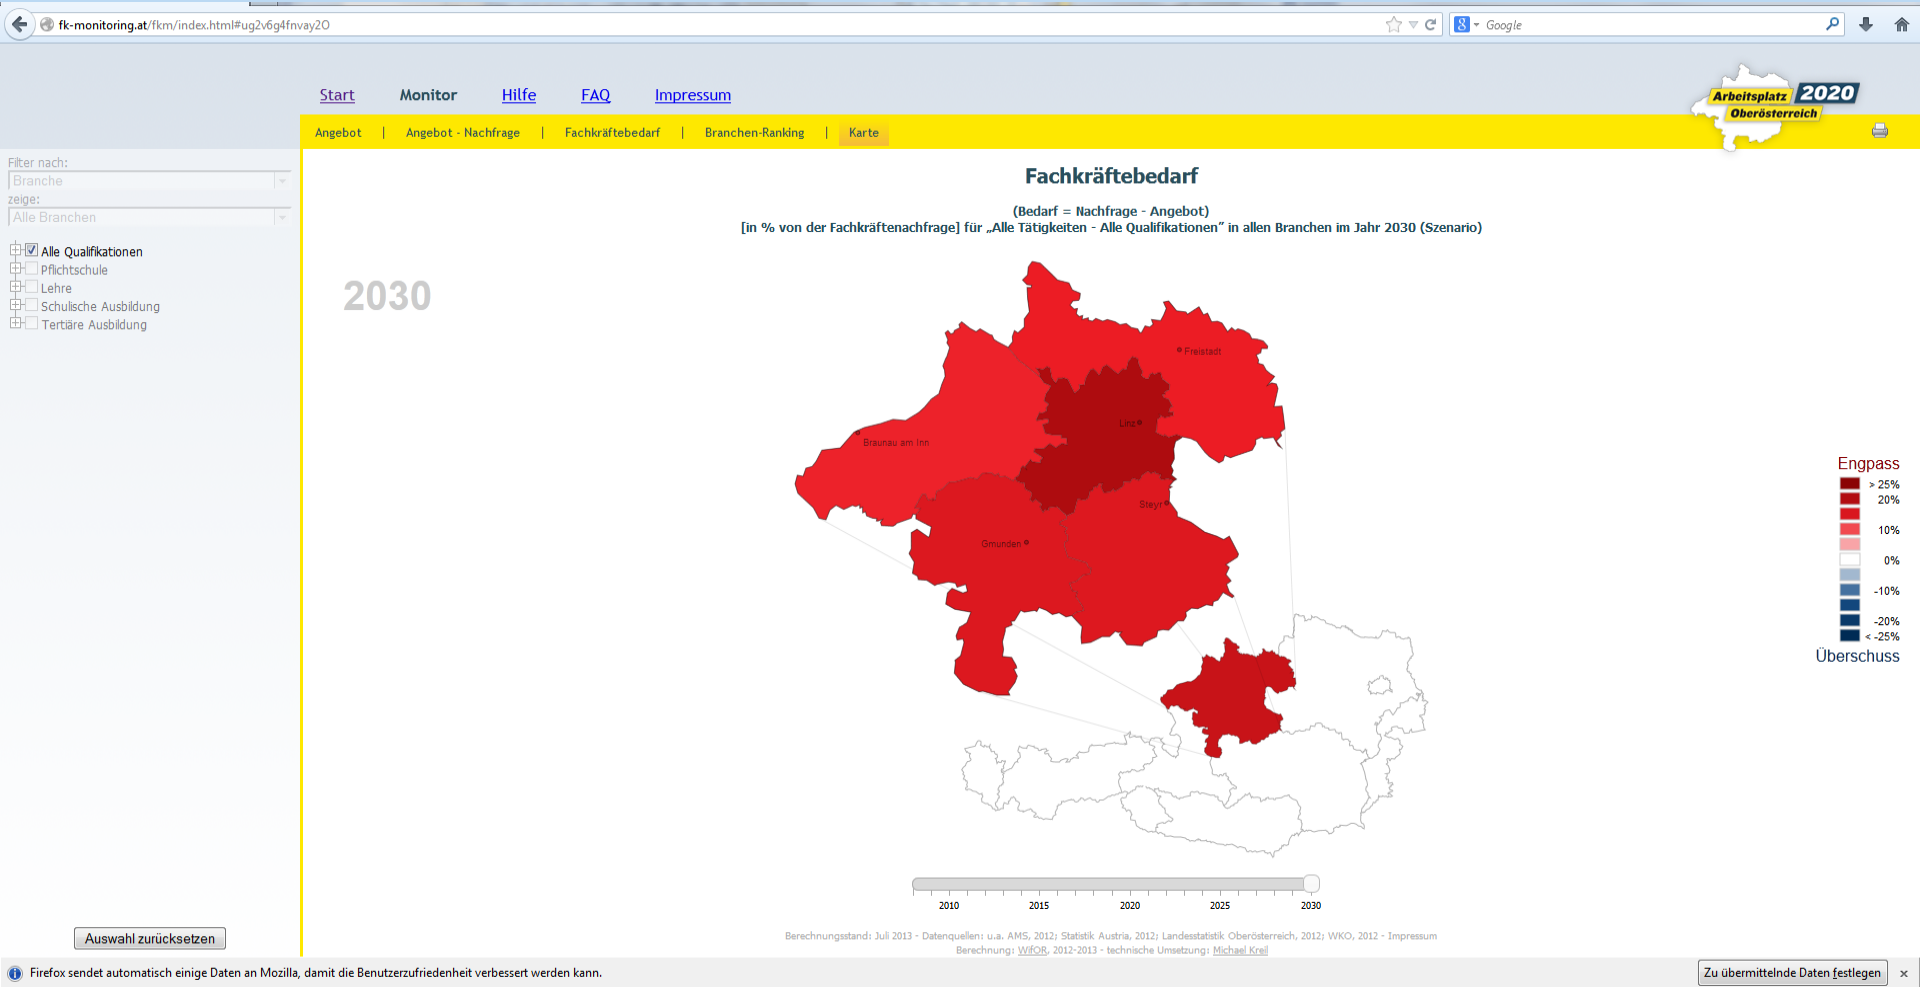 fk-monitoring.at/fkm/index.html#ug2v6g4fnvay2O
Google
Start Monitor Hilfe FAQ Impressum
Arbeitsplatz 2020
Oberösterreich
Angebot | Angebot - Nachfrage | Fachkräftebedarf | Branchen-Ranking | Karte
Filter nach:
Branche
zeige:
Alle Branchen
Alle Qualifikationen
Pflichtschule
Lehre
Schulische Ausbildung
Tertiäre Ausbildung
Auswahl zurücksetzen
Fachkräftebedarf
(Bedarf = Nachfrage - Angebot)
[in % von der Fachkräftenachfrage] für „Alle Tätigkeiten - Alle Qualifikationen” in allen Branchen im Jahr 2030 (Szenario)
2030
Freistadt
Linz
Braunau am Inn
Steyr
Gmunden
Engpass
> 25%
20%
10%
0%
-10%
-20%
< -25%
Überschuss
2010 2015 2020 2025 2030
Berechnungsstand: Juli 2013 - Datenquellen: u.a. AMS, 2012; Statistik Austria, 2012; Landesstatistik Oberösterreich, 2012; WKO, 2012 - Impressum
Berechnung: WifOR, 2012-2013 - technische Umsetzung: Michael Kreil
Firefox sendet automatisch einige Daten an Mozilla, damit die Benutzerzufriedenheit verbessert werden kann.
Zu übermittelnde Daten festlegen